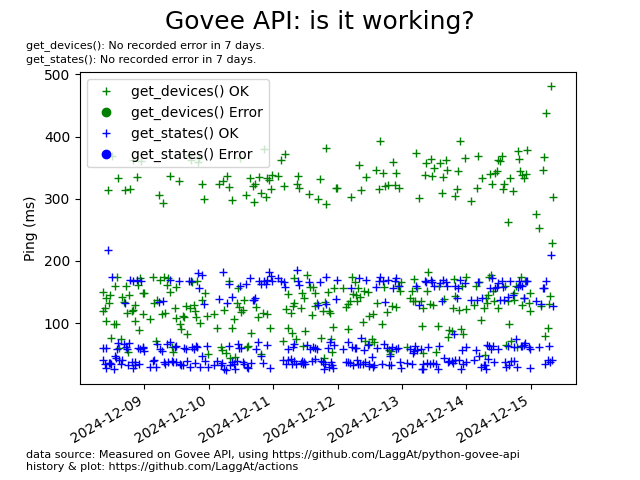 Govee API: is it working?
get_devices(): No recorded error in 7 days.
get_states(): No recorded error in 7 days.
500
400
300
200
100
Ping (ms)
get_devices() OK
get_devices() Error
get_states() OK
get_states() Error
2024-12-09
2024-12-10
2024-12-11
2024-12-12
2024-12-13
2024-12-14
2024-12-15
data source: Measured on Govee API, using https://github.com/LaggAt/python-govee-api
history & plot: https://github.com/LaggAt/actions